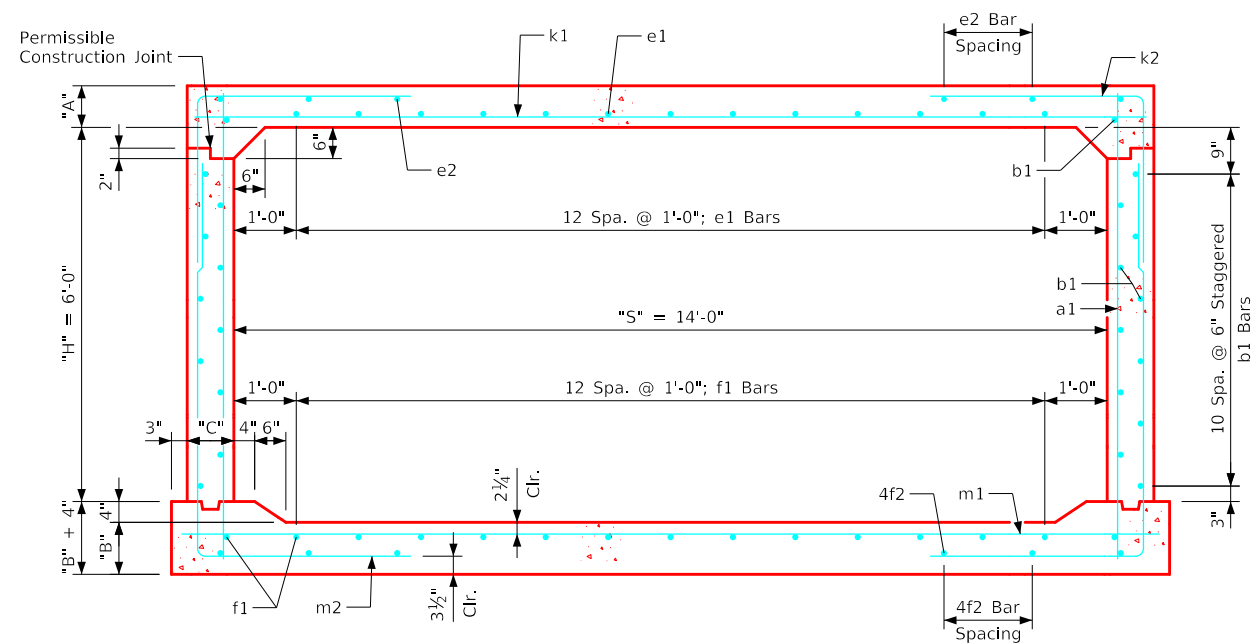 e2 Bar
Spacing
Permissible
Construction Joint
k1
e1
k2
"A"
2"
6"
6"
e2
b1
9"
1'-0"
12 Spa. @ 1'-0"; e1 Bars
1'-0"
"H" = 6'-0"
"S" = 14'-0"
b1
a1
10 Spa. @ 6" Staggered
b1 Bars
1'-0"
12 Spa. @ 1'-0"; f1 Bars
1'-0"
3"
"C"
4"
6"
2¼"
Clr.
4f2
m1
"B" + 4"
"B"
4"
3"
f1
m2
3½"
Clr.
4f2 Bar
Spacing